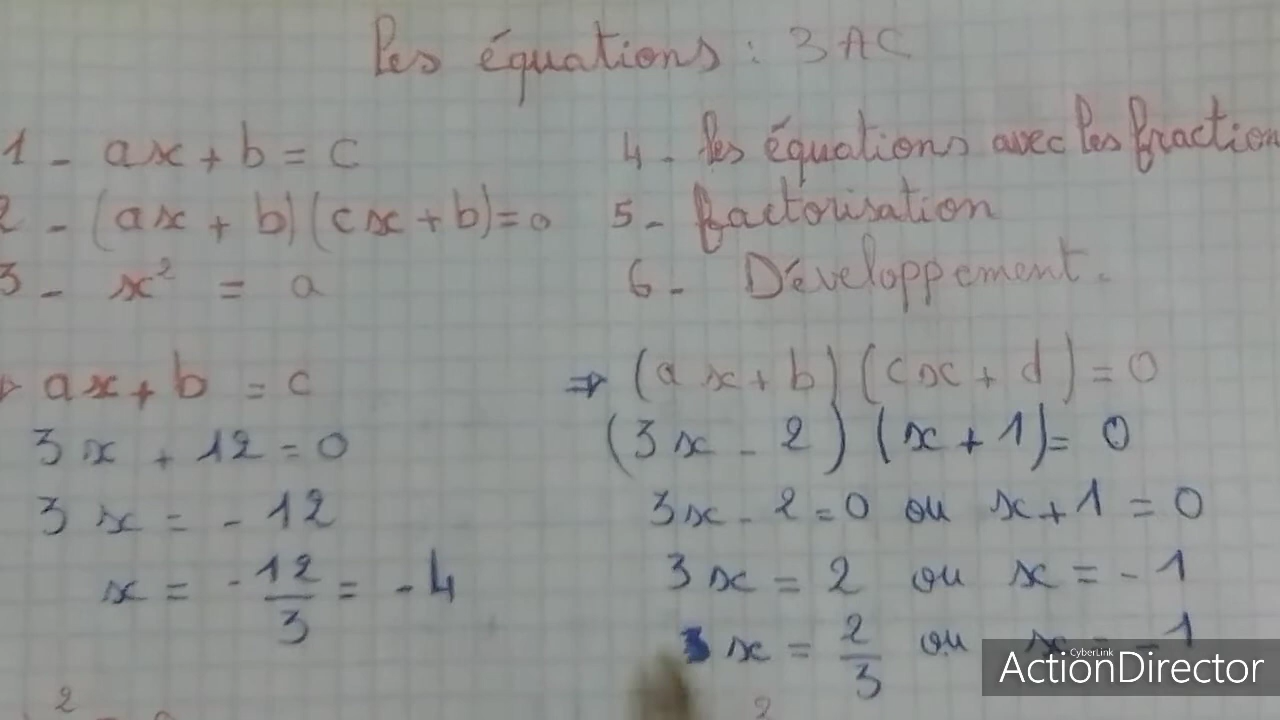 Les équations : 3AC
1 - ax + b = c
2 - (ax + b)(cx + b) = 0
3 - x² = a
4 - les équations avec les fraction
5 - factorisation
6 - Développement.
ax + b = c
3x + 12 = 0
3x = -12
x = -12/3 = -4
⇒ (ax + b)(cx + d) = 0
(3x - 2)(x + 1) = 0
3x - 2 = 0 ou x + 1 = 0
3x = 2 ou x = -1
x = 2/3 ou x = -1
CyberLink
ActionDirector